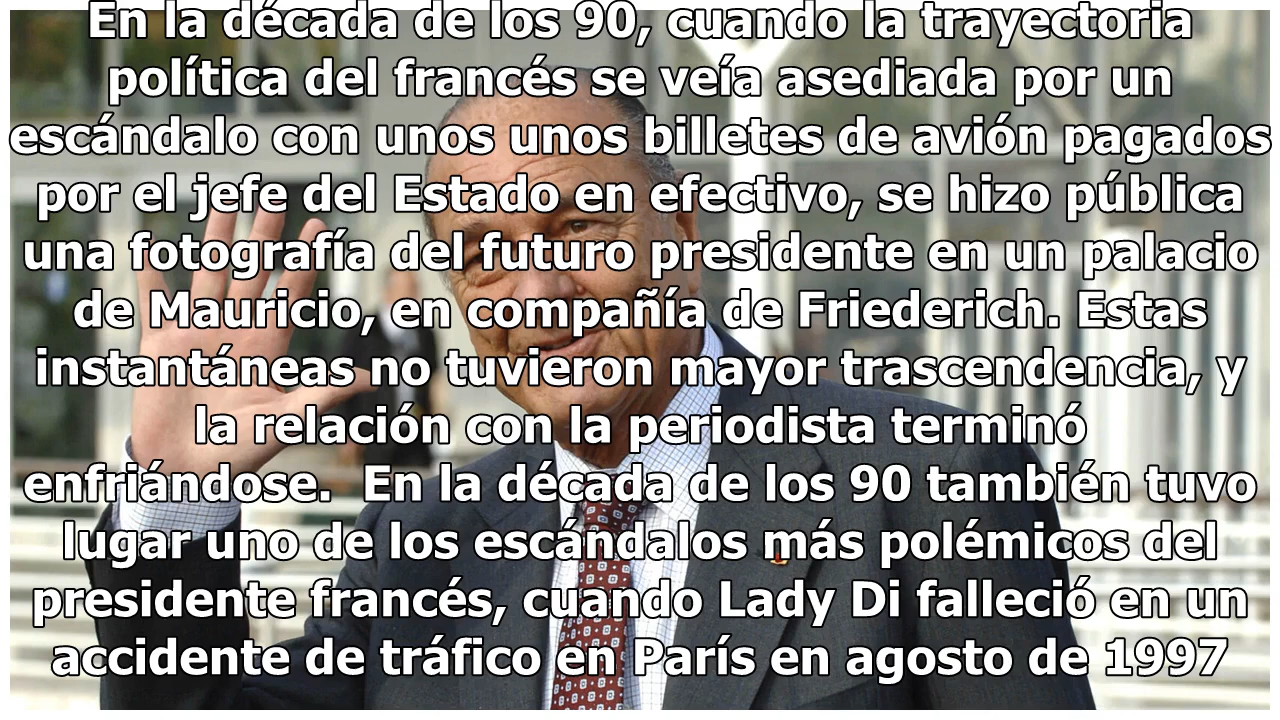 En la década de los 90, cuando la trayectoria
política del francés se veía asediada por un
escándalo con unos unos billetes de avión pagados
por el jefe del Estado en efectivo, se hizo pública
una fotografía del futuro presidente en un palacio
de Mauricio, en compañía de Friederich. Estas
instantáneas no tuvieron mayor trascendencia, y
la relación con la periodista terminó
enfriándose.  En la década de los 90 también tuvo
lugar uno de los escándalos más polémicos del
presidente francés, cuando Lady Di falleció en un
accidente de tráfico en París en agosto de 1997